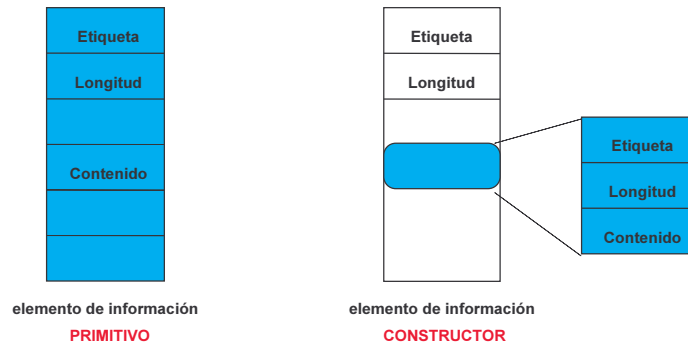 Etiqueta
Longitud
Contenido
elemento de información
PRIMITIVO
Etiqueta
Longitud
elemento de información
CONSTRUCTOR
Etiqueta
Longitud
Contenido